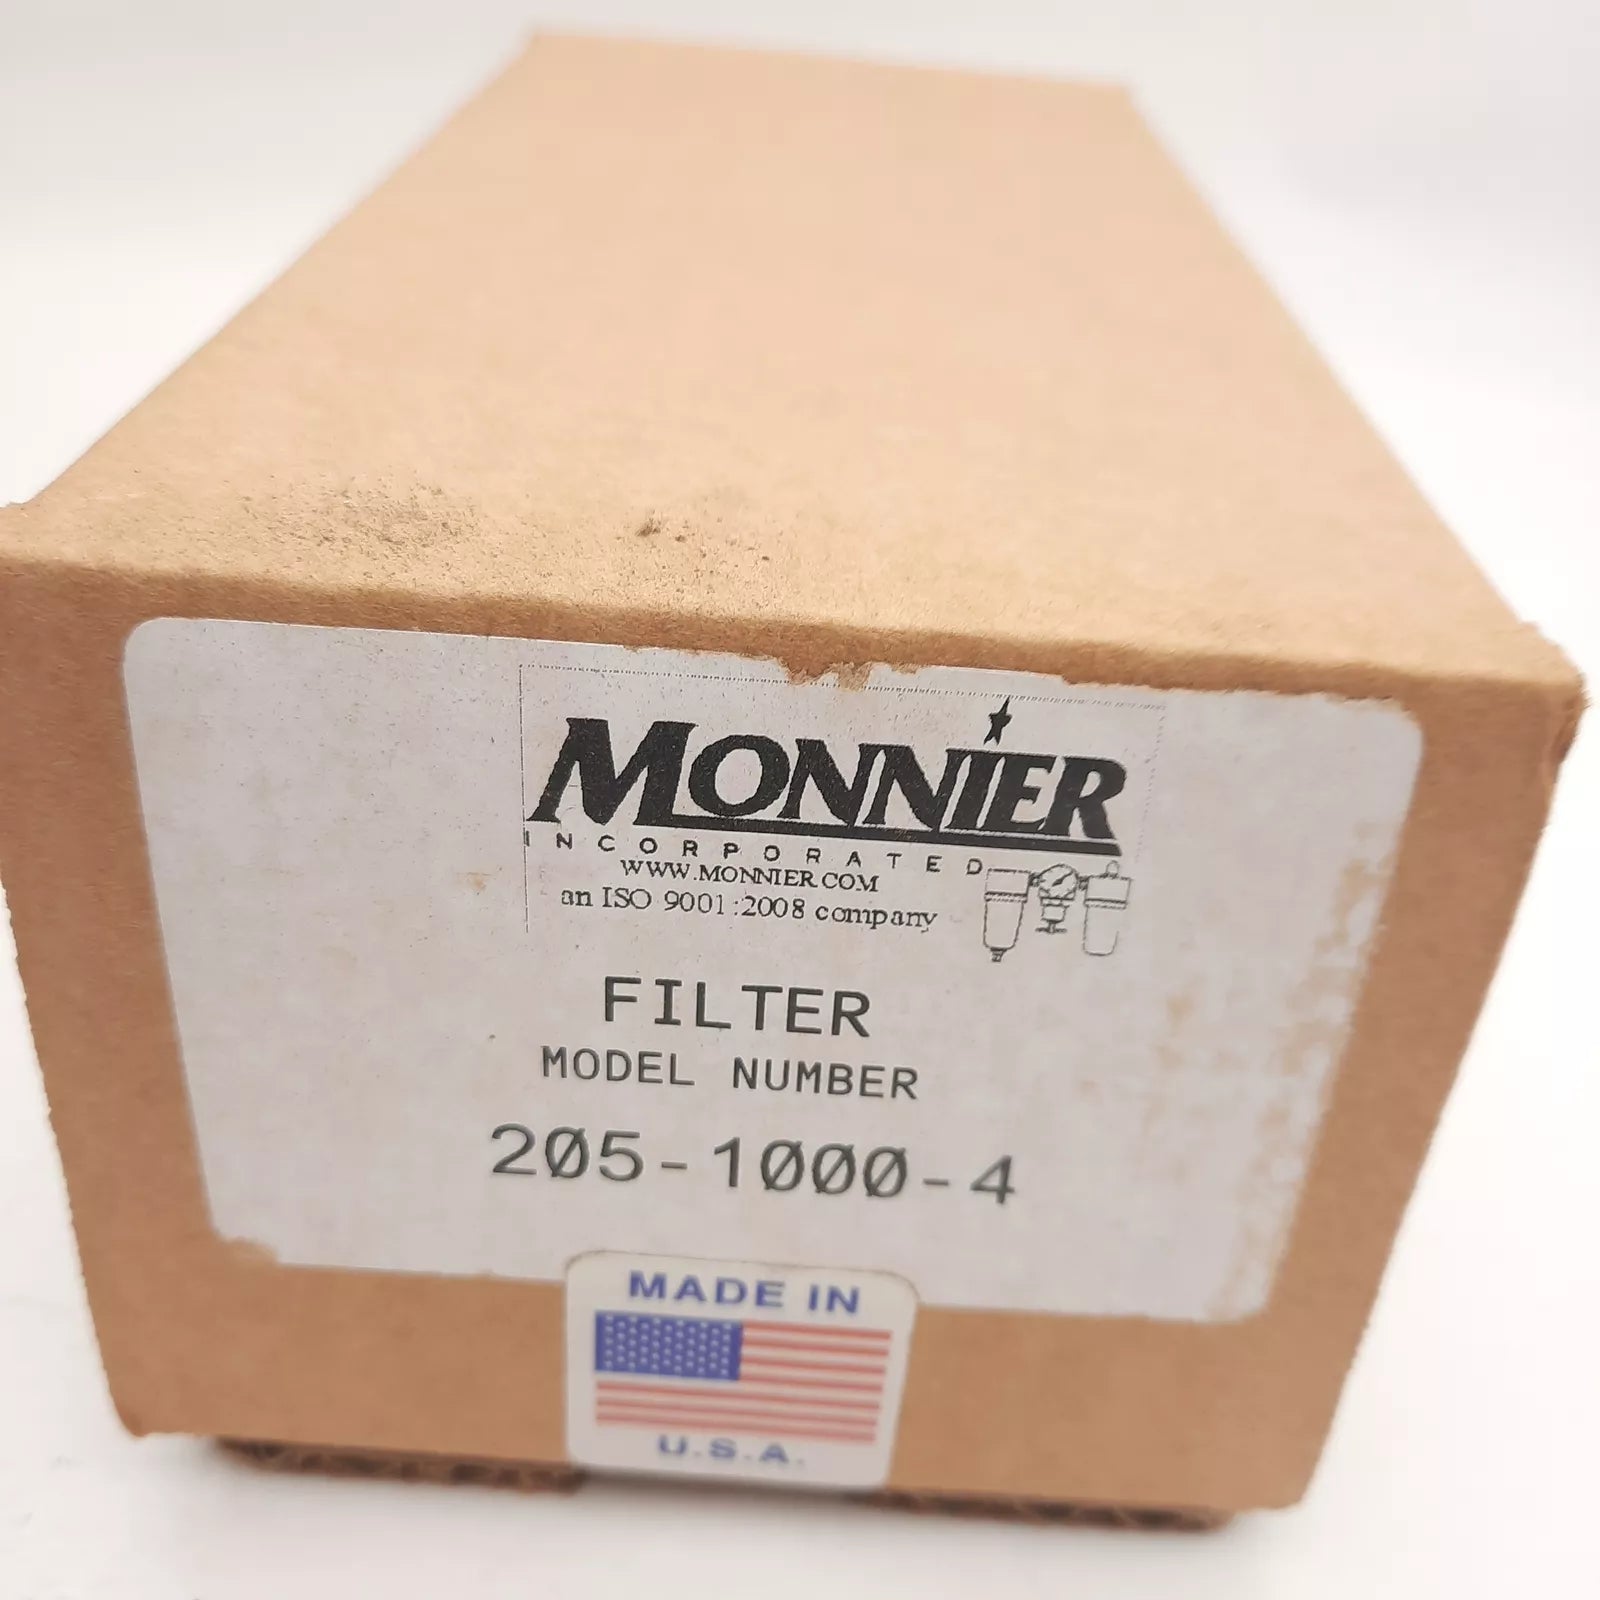 MONNIER
INCORPORATED
WWW.MONNIER.COM
an ISO 9001:2008 company
FILTER
MODEL NUMBER
205-1000-4
MADE IN
U.S.A.